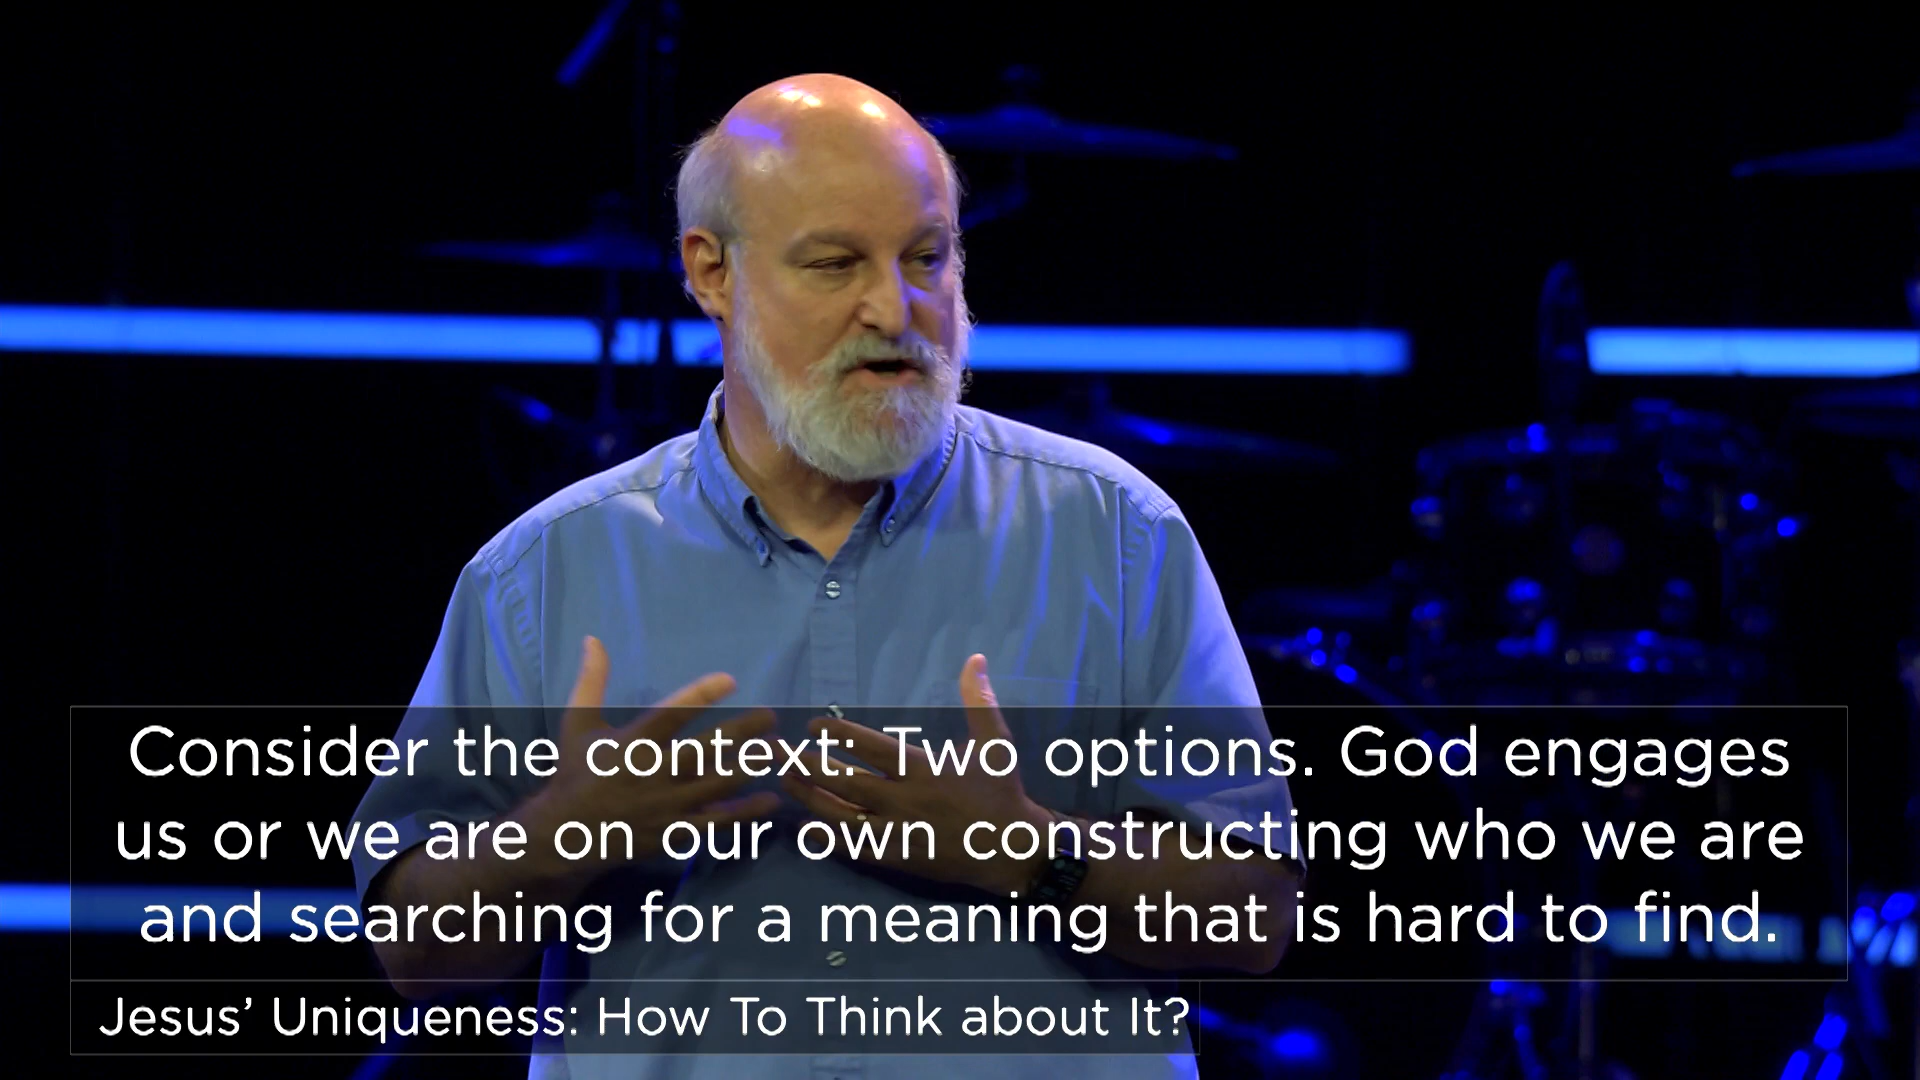 Consider the context: Two options. God engages
us or we are on our own constructing who we are
and searching for a meaning that is hard to find.
Jesus’ Uniqueness: How To Think about It?